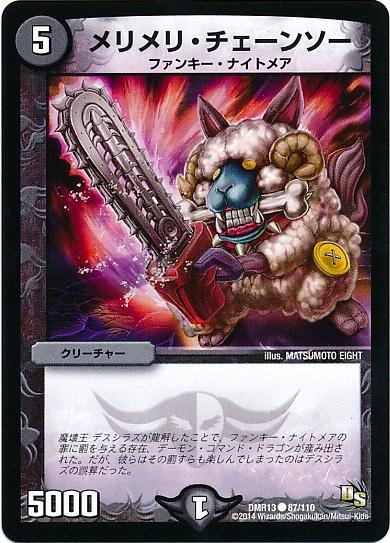 5
メリメリ・チェーンソー
ファンキー・ナイトメア
illus. MATSUMOTO EIGHT
クリーチャー
魔壊王 デスシラズが龍解したことで、ファンキー・ナイトメアの
罪に罰を与える存在、デーモン・コマンド・ドラゴンが産み出さ
れた。だが、彼らはその罰すらも楽しんでしまったのはデスシラ
ズの誤算だった。
5000
1
DS
DMR13 ● 87/110
©2014 Wizards/Shogakukan/Mitsui-Kids